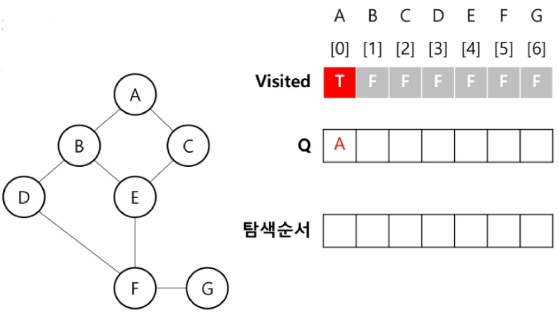 A B C D E F G
[0] [1] [2] [3] [4] [5] [6]
Visited T F F F F F F
A
B C
Q A
D E
탐색순서
F G